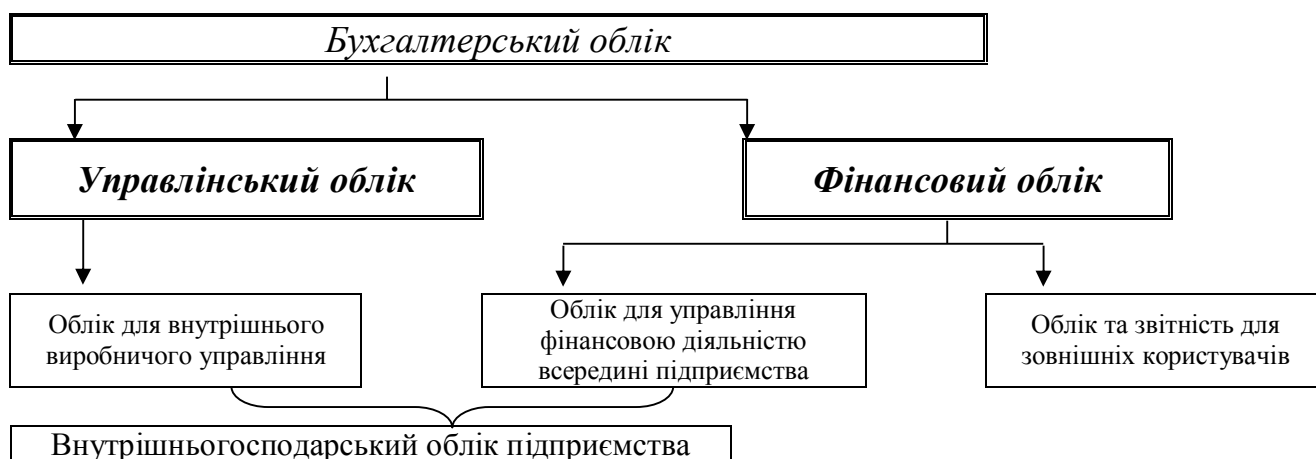 Бухгалтерський облік
Управлінський облік
Фінансовий облік
Облік для внутрішнього
виробничого управління
Облік для управління
фінансовою діяльністю
всередині підприємства
Облік та звітність для
зовнішніх користувачів
Внутрішньогосподарський облік підприємства